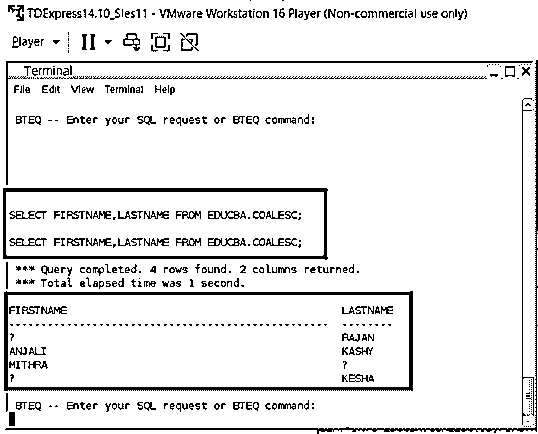 TDExpress14.10_Sles11 - VMware Workstation 16 Player (Non-commercial use only)
Player
Terminal
File Edit View Terminal Help
BTEQ -- Enter your SQL request or BTEQ command:
SELECT FIRSTNAME,LASTNAME FROM EDUCBA.COALESC;
SELECT FIRSTNAME,LASTNAME FROM EDUCBA.COALESC;
*** Query completed. 4 rows found. 2 columns returned.
*** Total elapsed time was 1 second.
FIRSTNAME LASTNAME
-------------------------------------------------- --------
? RAJAN
ANJALI KASHY
MITHRA ?
? KESHA
BTEQ -- Enter your SQL request or BTEQ command: